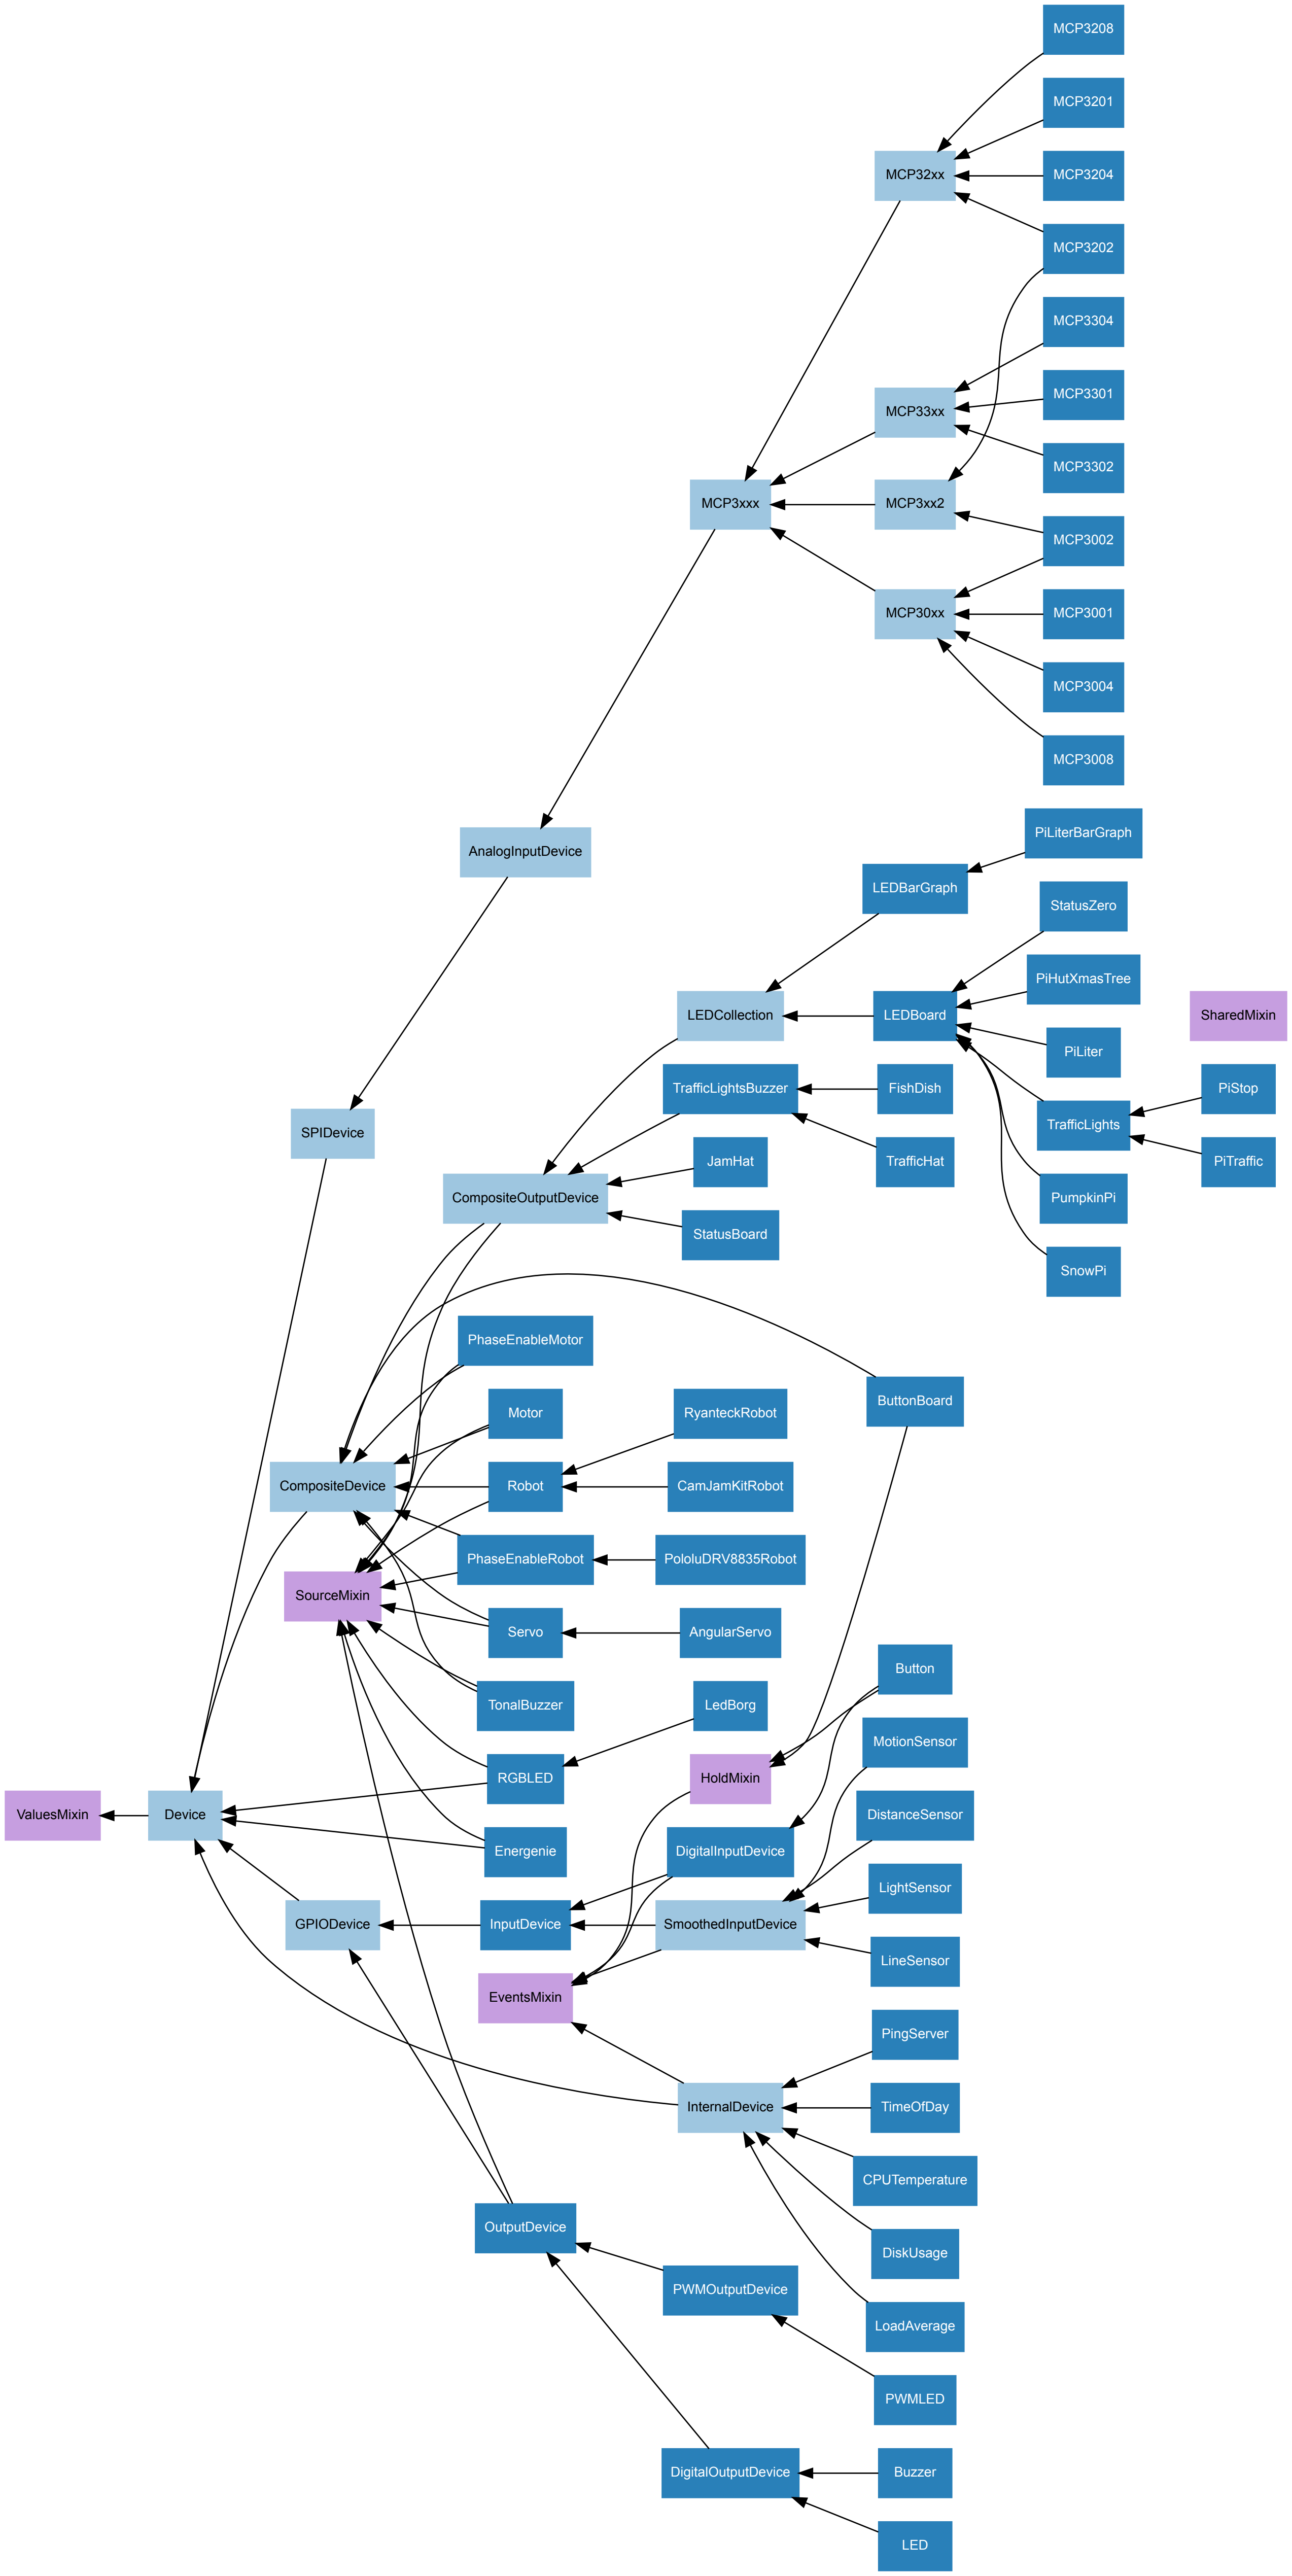 MCP3208
MCP3201
MCP32xx
MCP3204
MCP3202
MCP3304
MCP3301
MCP33xx
MCP3302
MCP3xxx
MCP3xx2
MCP3002
MCP30xx
MCP3001
MCP3004
MCP3008
PiLiterBarGraph
AnalogInputDevice
LEDBarGraph
StatusZero
PiHutXmasTree
LEDCollection
LEDBoard
SharedMixin
PiLiter
TrafficLightsBuzzer
FishDish
PiStop
SPIDevice
TrafficLights
JamHat
TrafficHat
PiTraffic
CompositeOutputDevice
PumpkinPi
StatusBoard
SnowPi
PhaseEnableMotor
ButtonBoard
Motor
RyanteckRobot
CompositeDevice
Robot
CamJamKitRobot
PhaseEnableRobot
PololuDRV8835Robot
SourceMixin
Servo
AngularServo
Button
TonalBuzzer
LedBorg
MotionSensor
RGBLED
HoldMixin
ValuesMixin
Device
DistanceSensor
Energenie
DigitalInputDevice
LightSensor
GPIODevice
InputDevice
SmoothedInputDevice
LineSensor
EventsMixin
PingServer
InternalDevice
TimeOfDay
CPUTemperature
OutputDevice
DiskUsage
PWMOutputDevice
LoadAverage
PWMLED
DigitalOutputDevice
Buzzer
LED